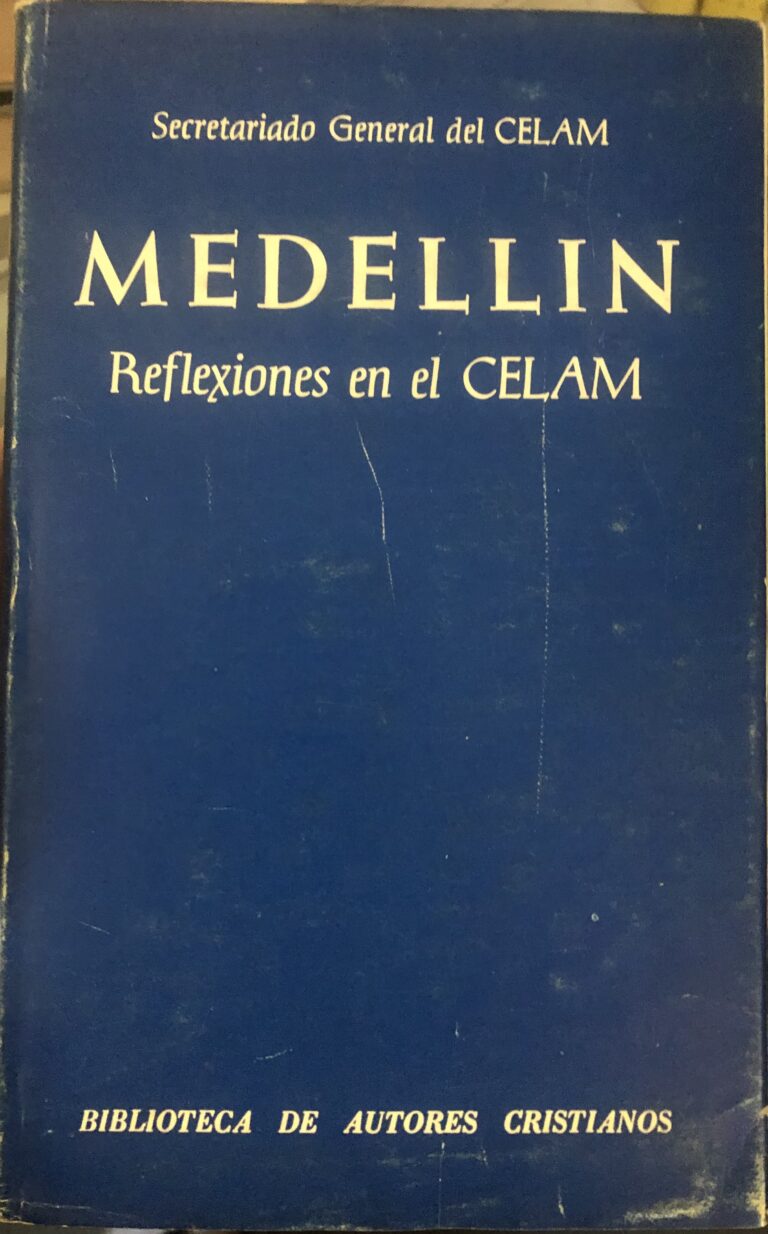 Secretariado General del CELAM
MEDELLIN
Reflexiones en el CELAM
BIBLIOTECA DE AUTORES CRISTIANOS